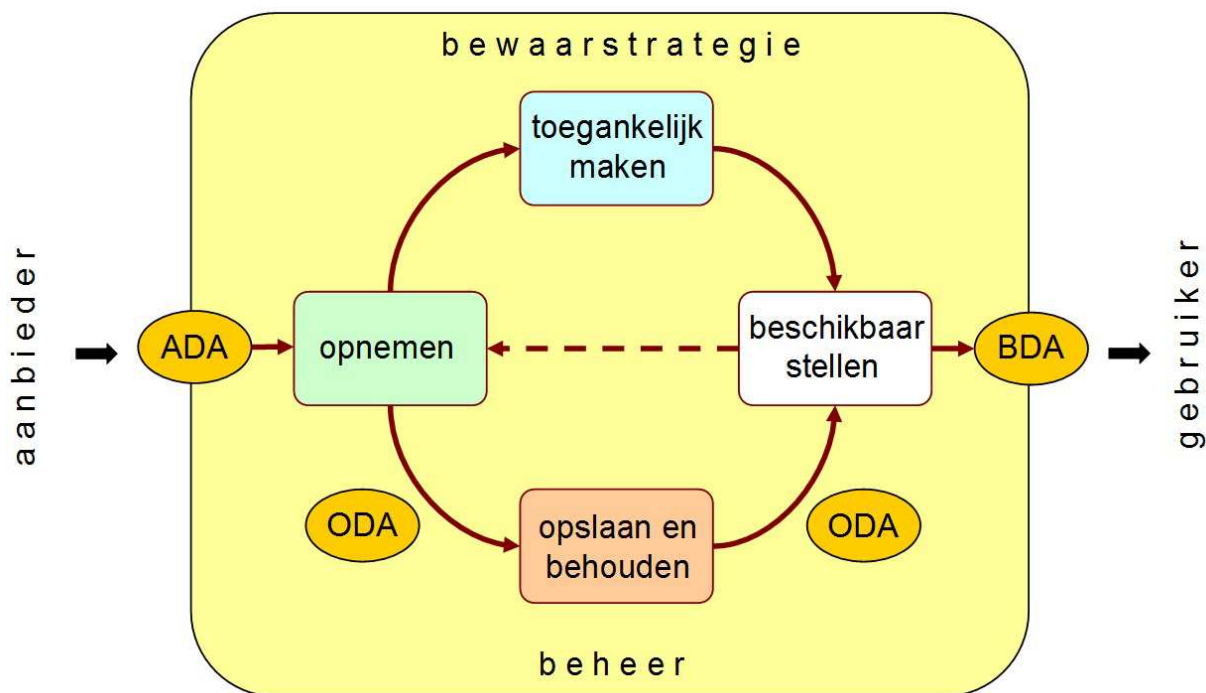 bewaarstrategie
toegankelijk
maken
aanbieder
ADA
opnemen
beschikbaar
stellen
BDA
gebruiker
ODA
opslaan en
behouden
ODA
beheer